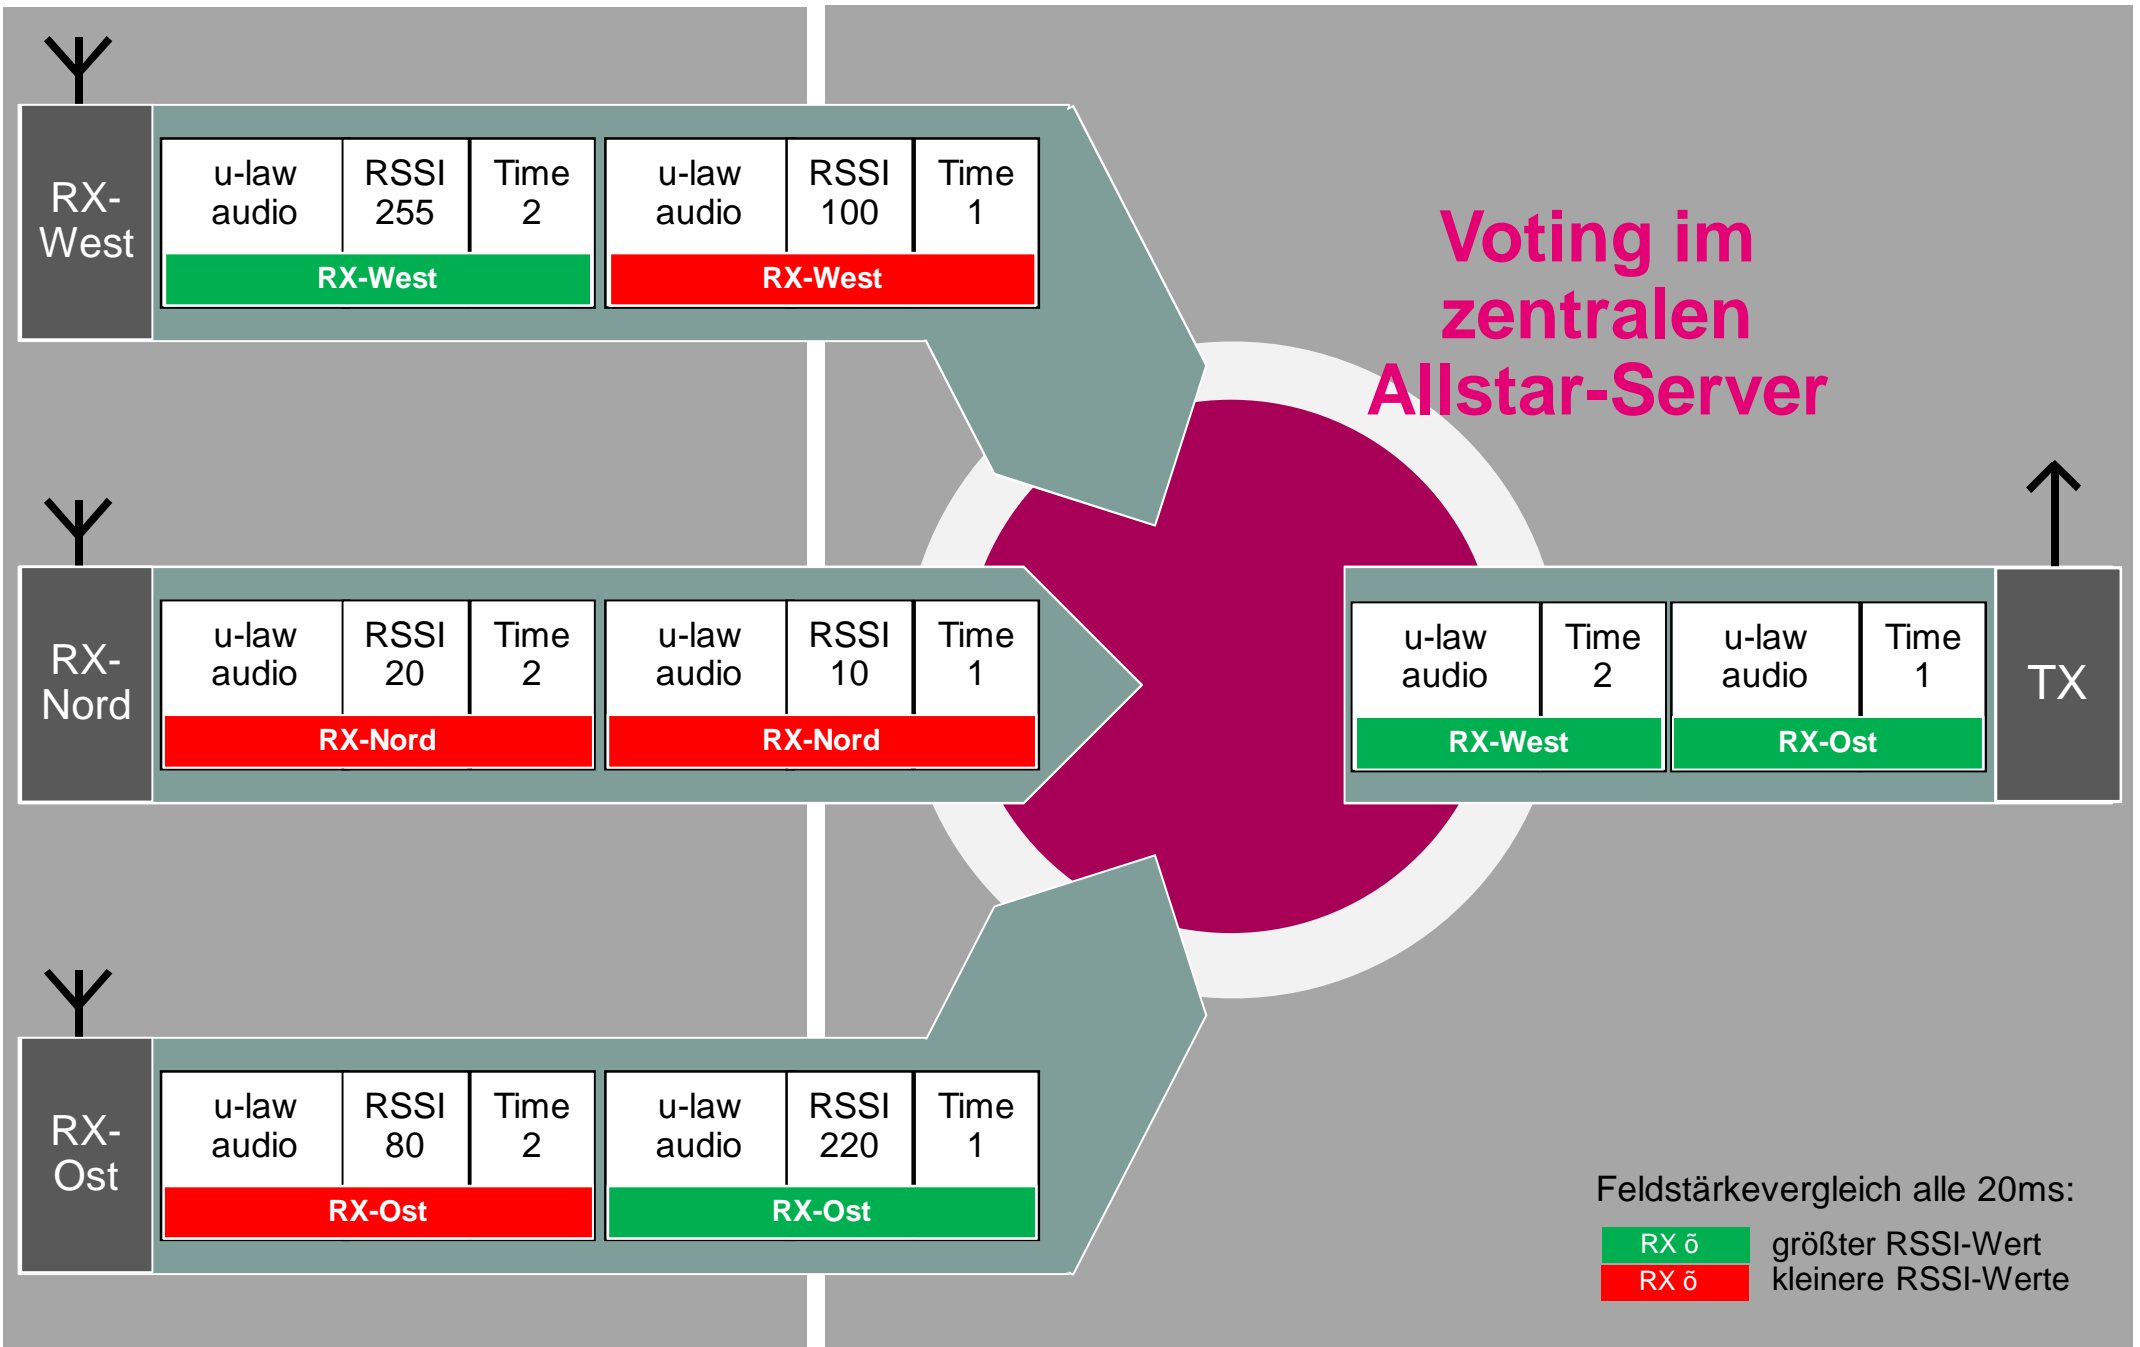 RX-
West
u-law
audio
RSSI
255
Time
2
RX-West
u-law
audio
RSSI
100
Time
1
RX-West
Voting im
zentralen
Allstar-Server
RX-
Nord
u-law
audio
RSSI
20
Time
2
RX-Nord
u-law
audio
RSSI
10
Time
1
RX-Nord
u-law
audio
Time
2
RX-West
u-law
audio
Time
1
RX-Ost
TX
RX-
Ost
u-law
audio
RSSI
80
Time
2
RX-Ost
u-law
audio
RSSI
220
Time
1
RX-Ost
Feldstärkevergleich alle 20ms:
RX õ größter RSSI-Wert
RX õ kleinere RSSI-Werte